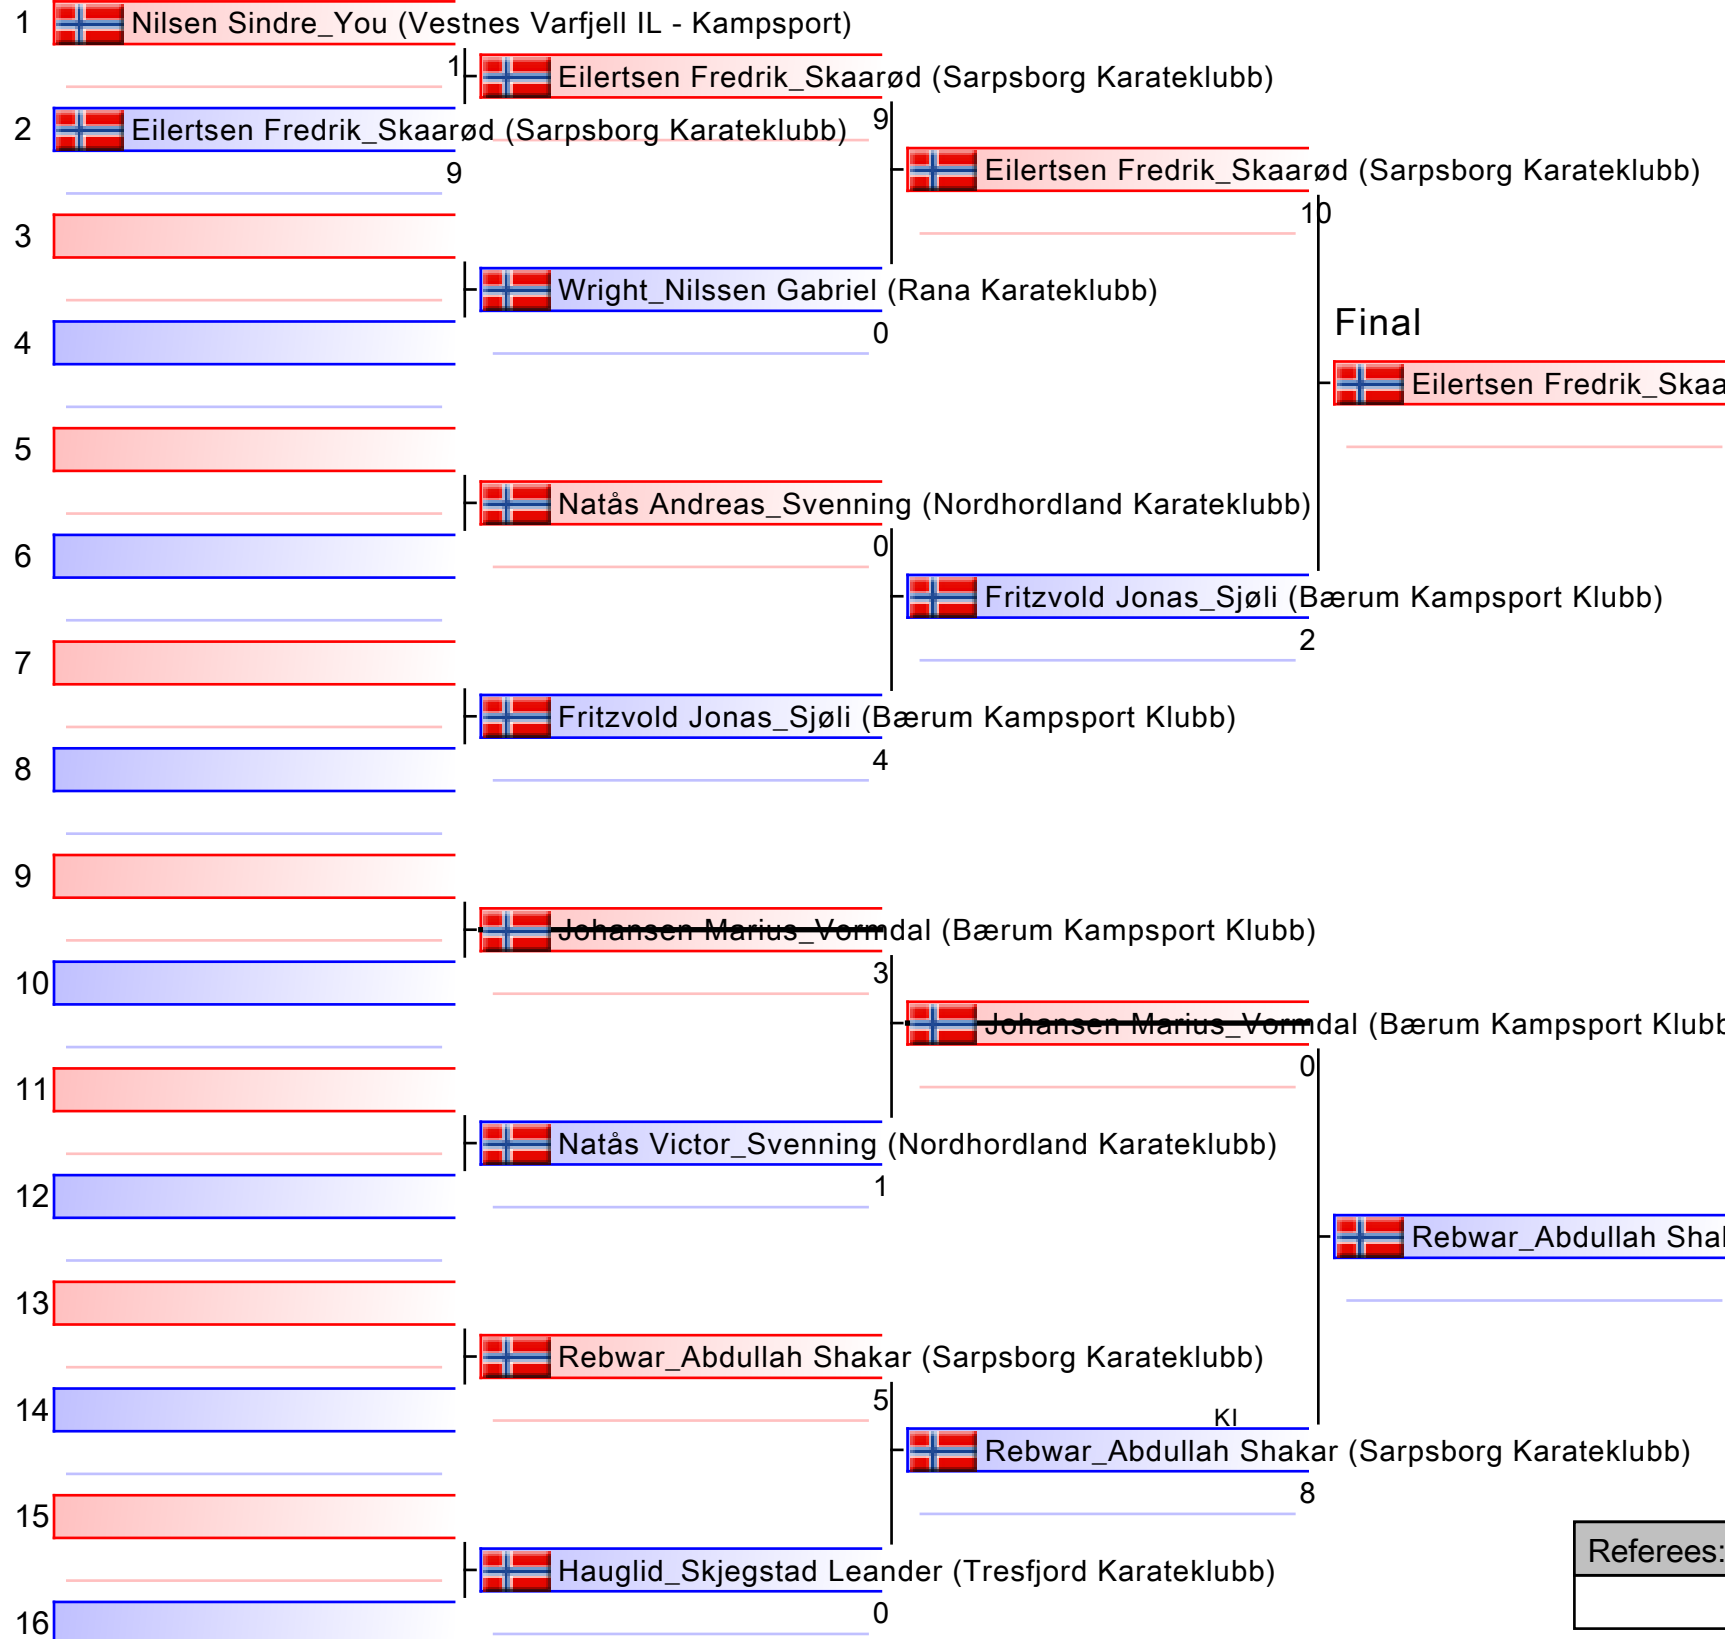 1 Nilsen Sindre_You (Vestnes Varfjell IL - Kampsport)
1 Eilertsen Fredrik_Skaarød (Sarpsborg Karateklubb)
9
2 Eilertsen Fredrik_Skaarød (Sarpsborg Karateklubb)
9
Eilertsen Fredrik_Skaarød (Sarpsborg Karateklubb)
10
3
Wright_Nilssen Gabriel (Rana Karateklubb)
0
4
Final
Eilertsen Fredrik_Skaa
5
Natås Andreas_Svenning (Nordhordland Karateklubb)
0
6
Fritzvold Jonas_Sjøli (Bærum Kampsport Klubb)
2
7
Fritzvold Jonas_Sjøli (Bærum Kampsport Klubb)
4
8
9
Johansen Marius_Vormdal (Bærum Kampsport Klubb)
3
10
Johansen Marius_Vormdal (Bærum Kampsport Klubb
0
11
Natås Victor_Svenning (Nordhordland Karateklubb)
1
12
Rebwar_Abdullah Shak
13
Rebwar_Abdullah Shakar (Sarpsborg Karateklubb)
5
14
KI
Rebwar_Abdullah Shakar (Sarpsborg Karateklubb)
8
15
Referees:
Hauglid_Skjegstad Leander (Tresfjord Karateklubb)
0
16